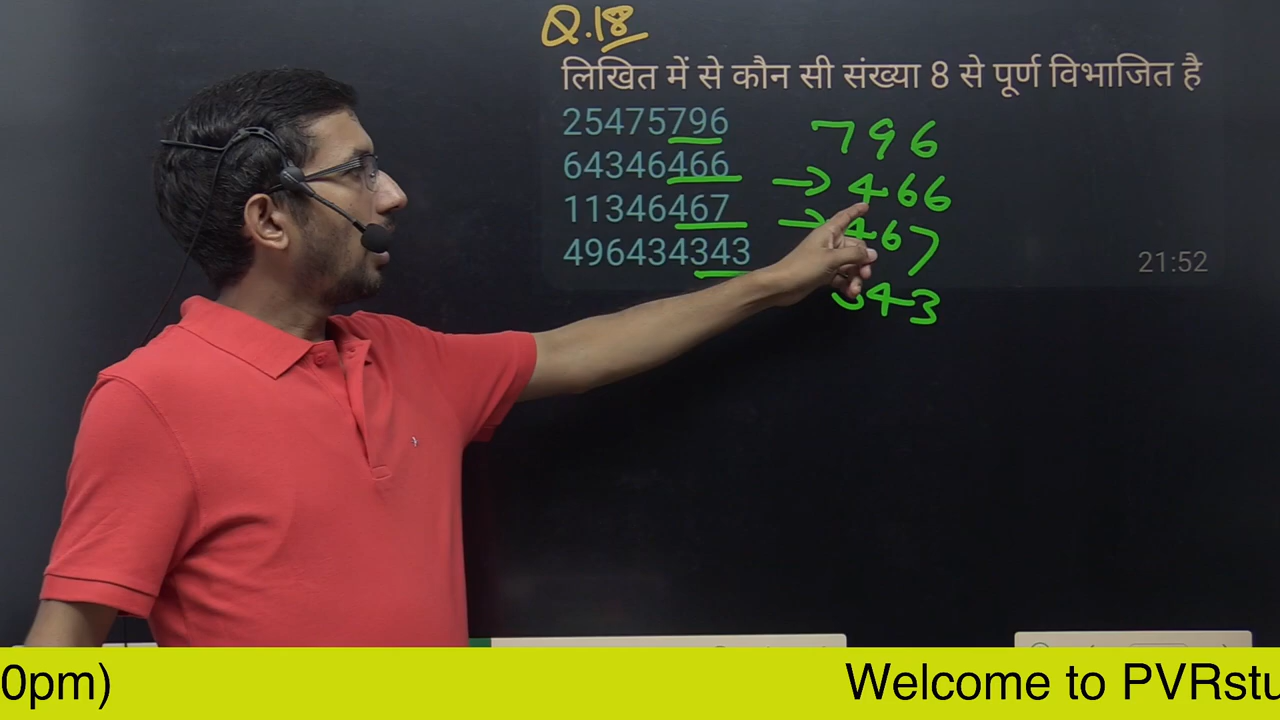 Q.18
लिखित में से कौन सी संख्या 8 से पूर्ण विभाजित है
25475796
64346466
11346467
496434343
796
→ 466
→ 467
343
21:52
0pm)
Welcome to PVRstu